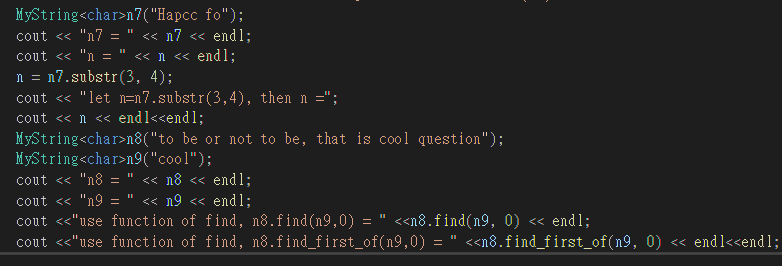 MyString<char>n7("Hapcc fo");
cout << "n7 = " << n7 << endl;
cout << "n = " << n << endl;
n = n7.substr(3, 4);
cout << "let n=n7.substr(3,4), then n =";
cout << n << endl<<endl;
MyString<char>n8("to be or not to be, that is cool question");
MyString<char>n9("cool");
cout << "n8 = " << n8 << endl;
cout << "n9 = " << n9 << endl;
cout <<"use function of find, n8.find(n9,0) = " <<n8.find(n9, 0) << endl;
cout <<"use function of find, n8.find_first_of(n9,0) = " <<n8.find_first_of(n9, 0) << endl<<endl;